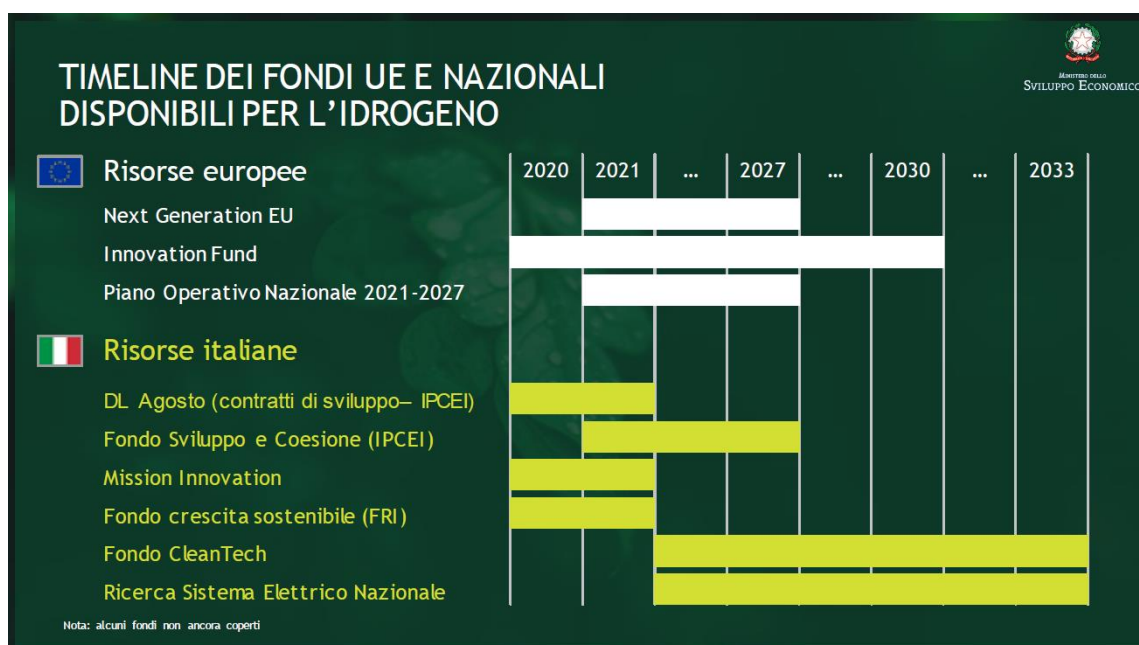 TIMELINE DEI FONDI UE E NAZIONALI
DISPONIBILI PER L'IDROGENO
MINISTERO DELLO
SVILUPPO ECONOMICO
Risorse europee
2020 2021 ... 2027 ... 2030 ... 2033
Next Generation EU
Innovation Fund
Piano Operativo Nazionale 2021-2027
Risorse italiane
DL Agosto (contratti di sviluppo– IPCEI)
Fondo Sviluppo e Coesione (IPCEI)
Mission Innovation
Fondo crescita sostenibile (FRI)
Fondo CleanTech
Ricerca Sistema Elettrico Nazionale
Nota: alcuni fondi non ancora coperti